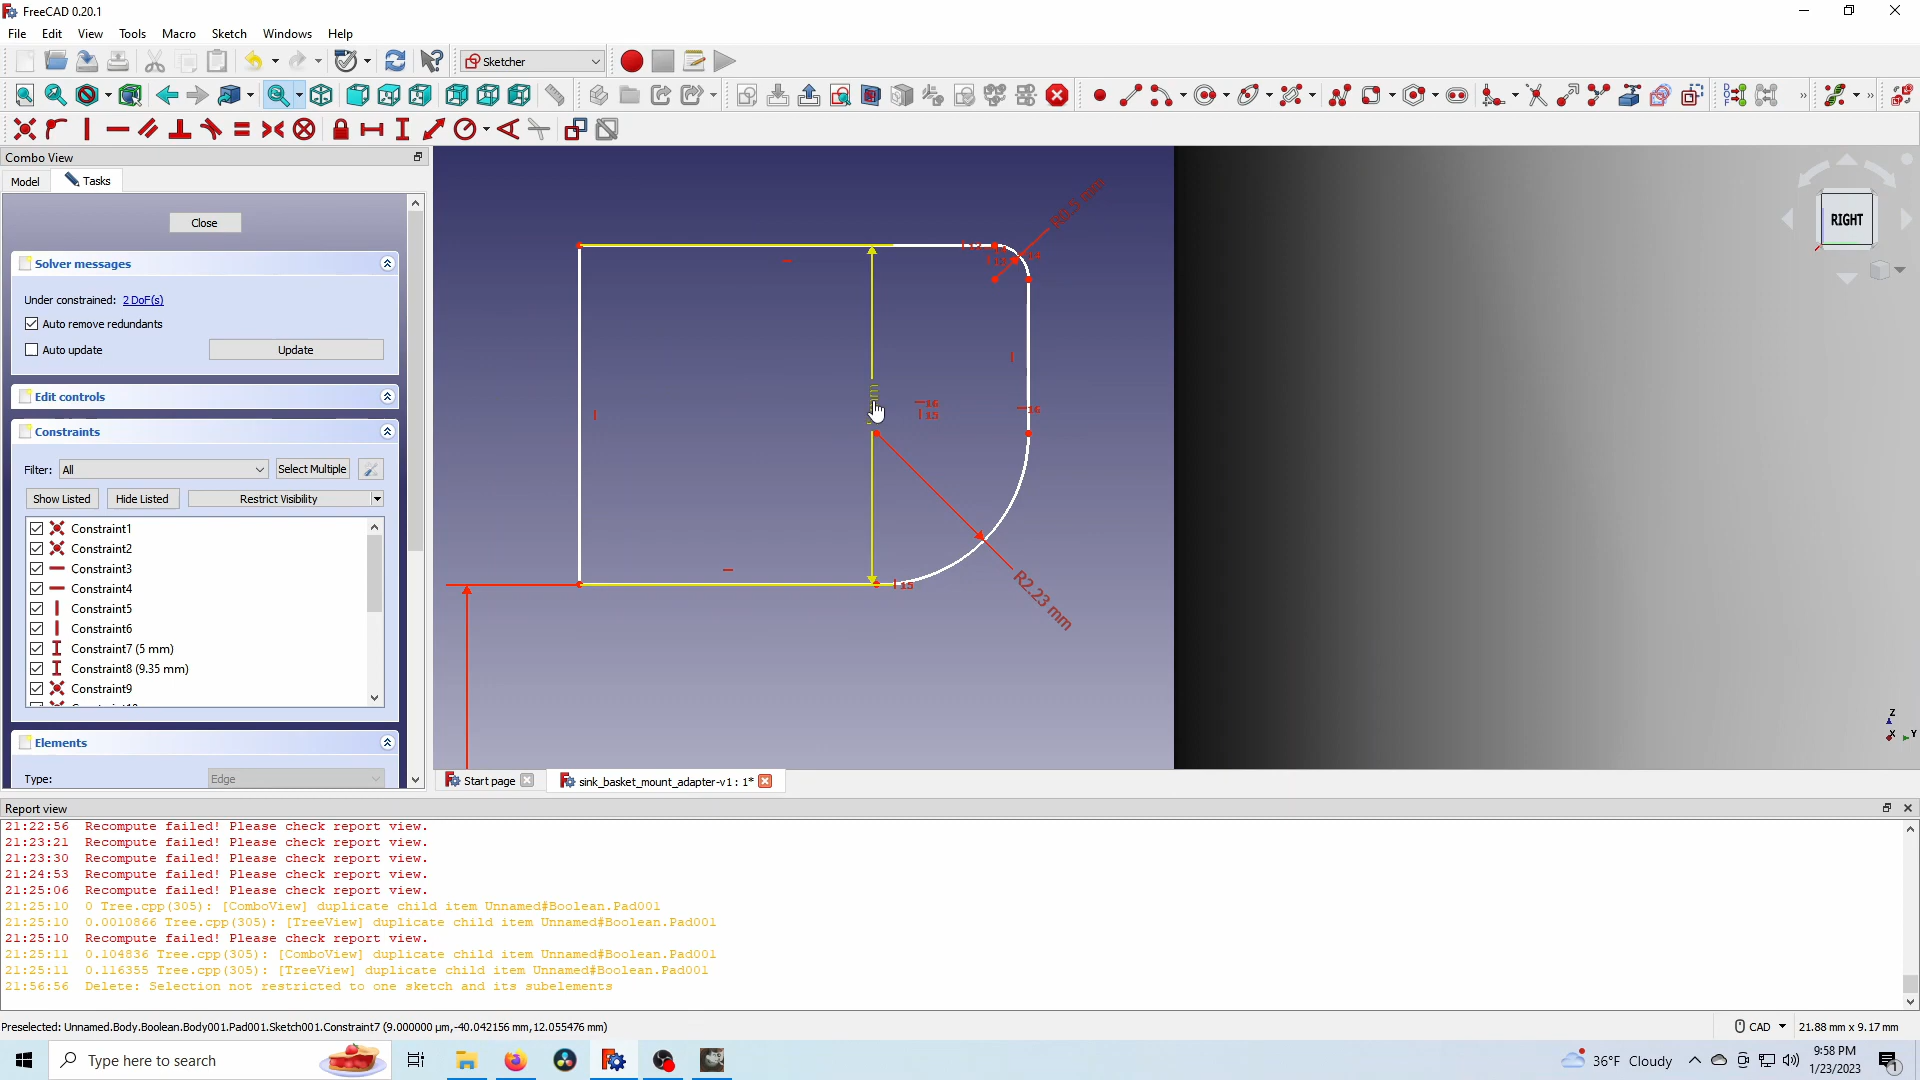 FreeCAD 0.20.1
File Edit View Tools Macro Sketch Windows Help
Sketcher
Combo View
Model Tasks
Close
Solver messages
Under constrained: 2 DoF(s)
Auto remove redundants
Auto update Update
Edit controls
Constraints
Filter: All Select Multiple
Show Listed Hide Listed Restrict Visibility
Constraint1
Constraint2
Constraint3
Constraint4
Constraint5
Constraint6
Constraint7 (5 mm)
Constraint8 (9.35 mm)
Constraint9
Elements
Type: Edge
R2.23 mm
16
15
16
15
RIGHT
Z
X Y
Start page sink_basket_mount_adapter-v1 : 1*
Report view
21:22:56 Recompute failed! Please check report view.
21:23:21 Recompute failed! Please check report view.
21:23:30 Recompute failed! Please check report view.
21:24:53 Recompute failed! Please check report view.
21:25:06 Recompute failed! Please check report view.
21:25:10 0 Tree.cpp(305): [ComboView] duplicate child item Unnamed#Boolean.Pad001
21:25:10 0.0010866 Tree.cpp(305): [TreeView] duplicate child item Unnamed#Boolean.Pad001
21:25:10 Recompute failed! Please check report view.
21:25:11 0.104836 Tree.cpp(305): [ComboView] duplicate child item Unnamed#Boolean.Pad001
21:25:11 0.116355 Tree.cpp(305): [TreeView] duplicate child item Unnamed#Boolean.Pad001
21:56:56 Delete: Selection not restricted to one sketch and its subelements
Preselected: Unnamed.Body.Boolean.Body001.Pad001.Sketch001.Constraint7 (9.000000 µm,-40.042156 mm,12.055476 mm)
CAD 21.88 mm x 9.17 mm
Type here to search
36°F Cloudy
9:58 PM
1/23/2023
1